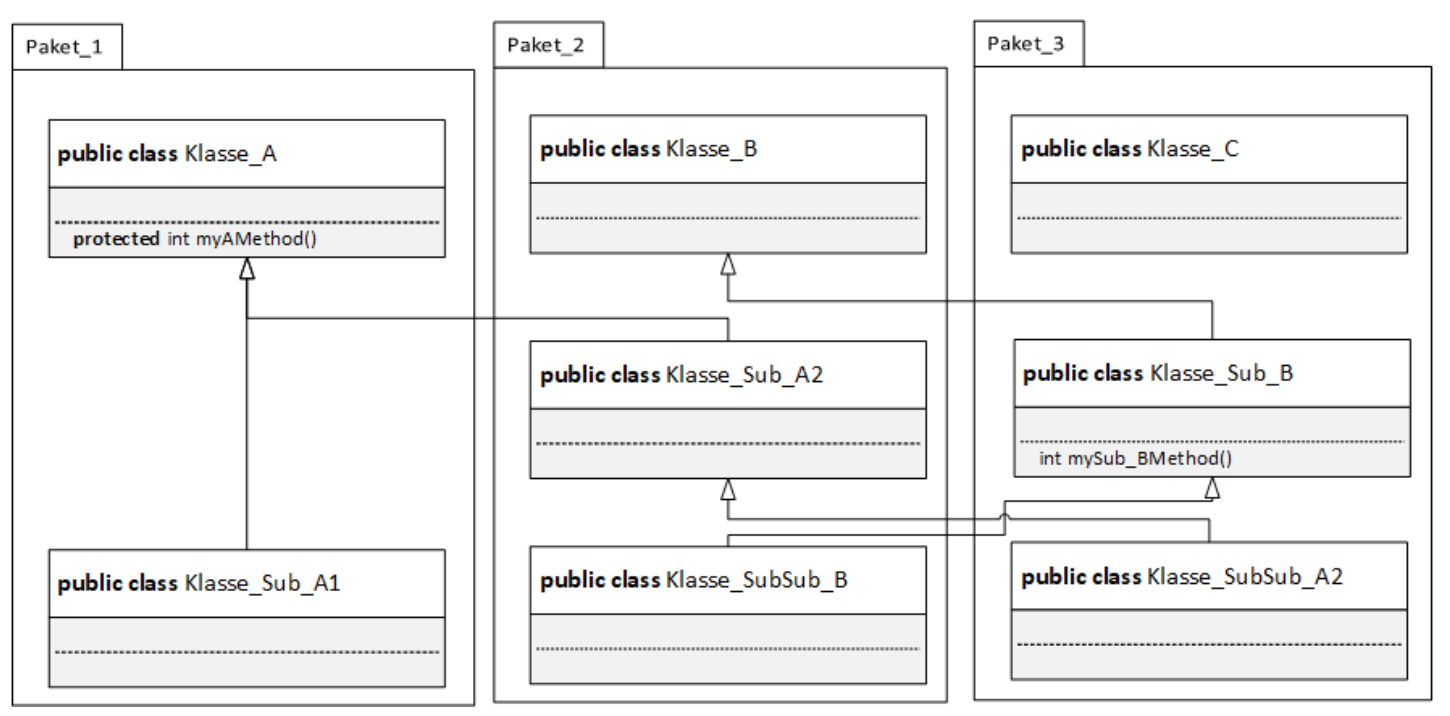 Paket_1
public class Klasse_A
protected int myAMethod()
public class Klasse_Sub_A1
Paket_2
public class Klasse_B
public class Klasse_Sub_A2
public class Klasse_SubSub_B
Paket_3
public class Klasse_C
public class Klasse_Sub_B
int mySub_BMethod()
public class Klasse_SubSub_A2